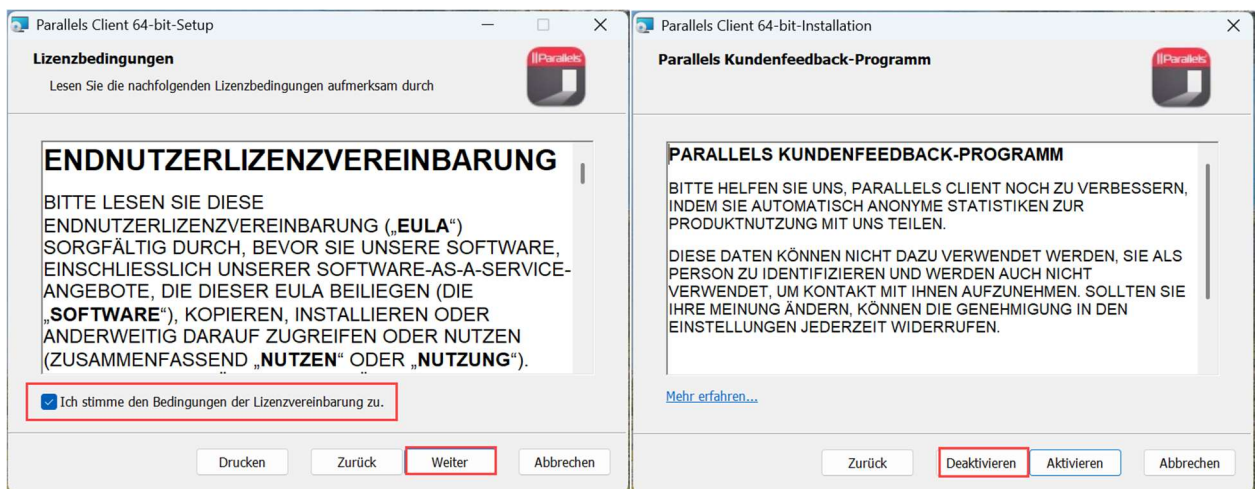 Parallels Client 64-bit-Setup
Lizenzbedingungen
Lesen Sie die nachfolgenden Lizenzbedingungen aufmerksam durch
||Parallels
ENDNUTZERLIZENZVEREINBARUNG
BITTE LESEN SIE DIESE
ENDNUTZERLIZENZVEREINBARUNG („EULA“)
SORGFÄLTIG DURCH, BEVOR SIE UNSERE SOFTWARE,
EINSCHLIESSLICH UNSERER SOFTWARE-AS-A-SERVICE-
ANGEBOTE, DIE DIESER EULA BEILIEGEN (DIE
„SOFTWARE“), KOPIEREN, INSTALLIEREN ODER
ANDERWEITIG DARAUF ZUGREIFEN ODER NUTZEN
(ZUSAMMENFASSEND „NUTZEN“ ODER „NUTZUNG“).
Ich stimme den Bedingungen der Lizenzvereinbarung zu.
Drucken Zurück Weiter Abbrechen
Parallels Client 64-bit-Installation
Parallels Kundenfeedback-Programm
||Parallels
PARALLELS KUNDENFEEDBACK-PROGRAMM
BITTE HELFEN SIE UNS, PARALLELS CLIENT NOCH ZU VERBESSERN,
INDEM SIE AUTOMATISCH ANONYME STATISTIKEN ZUR
PRODUKTNUTZUNG MIT UNS TEILEN.
DIESE DATEN KÖNNEN NICHT DAZU VERWENDET WERDEN, SIE ALS
PERSON ZU IDENTIFIZIEREN UND WERDEN AUCH NICHT
VERWENDET, UM KONTAKT MIT IHNEN AUFZUNEHMEN. SOLLTEN SIE
IHRE MEINUNG ÄNDERN, KÖNNEN DIE GENEHMIGUNG IN DEN
EINSTELLUNGEN JEDERZEIT WIDERRUFEN.
Mehr erfahren...
Zurück Deaktivieren Aktivieren Abbrechen